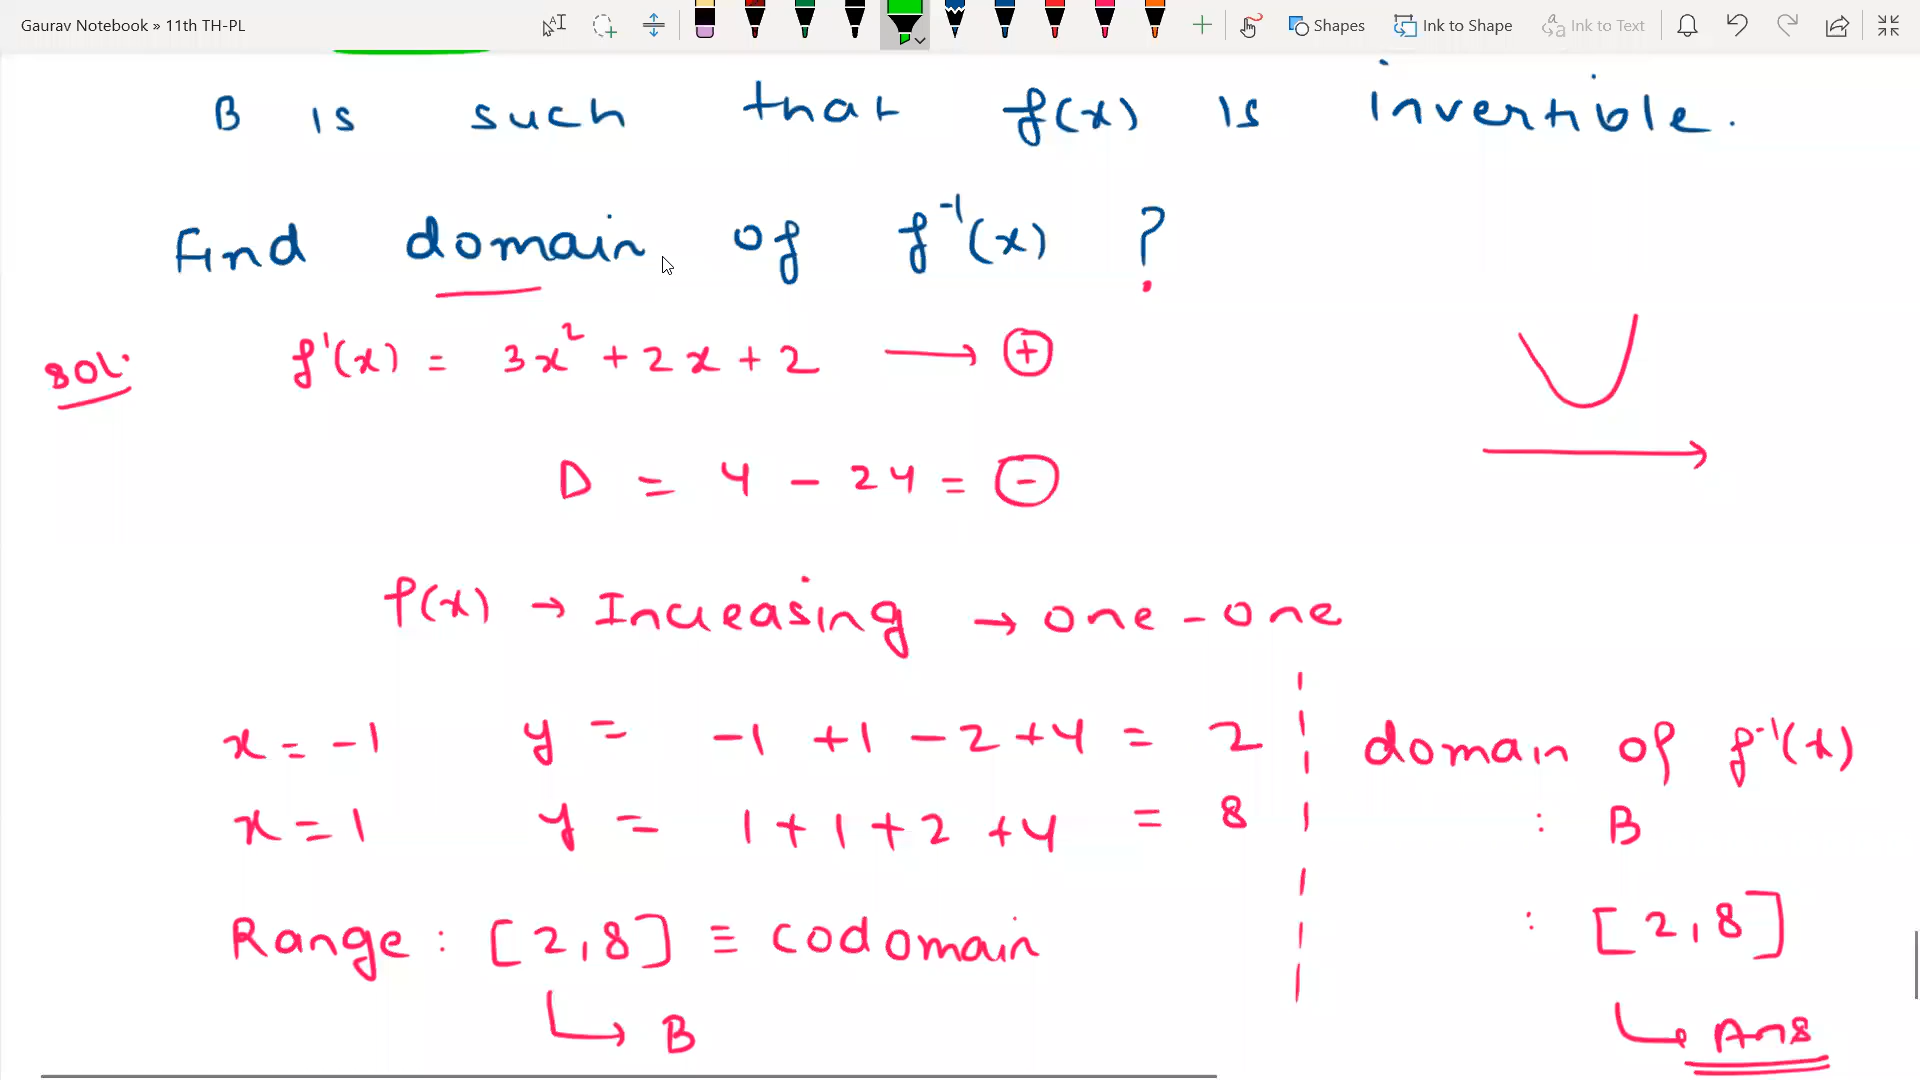 Gaurav Notebook » 11th TH-PL
Shapes Ink to Shape Ink to Text
B is such that f(x) is invertible.
Find domain of f⁻¹(x) ?
Sol. f'(x) = 3x² + 2x + 2 → (+)
D = 4 - 24 = (-)
f(x) → Increasing → one-one
x = -1 y = -1 +1 -2 +4 = 2
x = 1 y = 1 + 1 + 2 + 4 = 8
Range : [2,8] ≡ codomain
↳ B
domain of f⁻¹(x)
: B
: [2,8]
↳ Ans